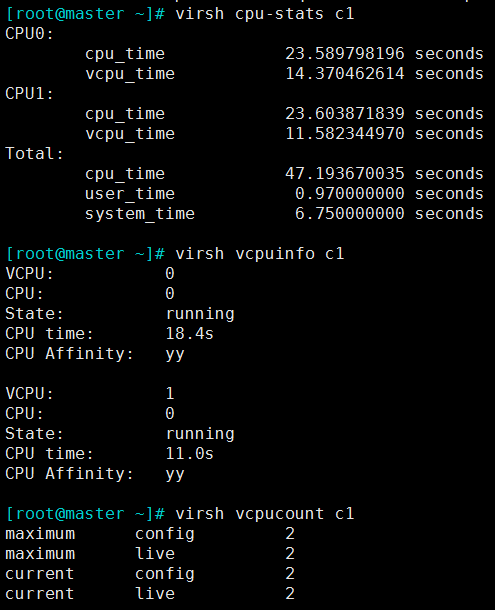 [root@master ~]# virsh cpu-stats c1
CPU0:
        cpu_time            23.589798196 seconds
        vcpu_time           14.370462614 seconds
CPU1:
        cpu_time            23.603871839 seconds
        vcpu_time           11.582344970 seconds
Total:
        cpu_time            47.193670035 seconds
        user_time            0.970000000 seconds
        system_time          6.750000000 seconds

[root@master ~]# virsh vcpuinfo c1
VCPU:           0
CPU:            0
State:          running
CPU time:       18.4s
CPU Affinity:   yy

VCPU:           1
CPU:            0
State:          running
CPU time:       11.0s
CPU Affinity:   yy

[root@master ~]# virsh vcpucount c1
maximum      config         2
maximum      live           2
current      config         2
current      live           2